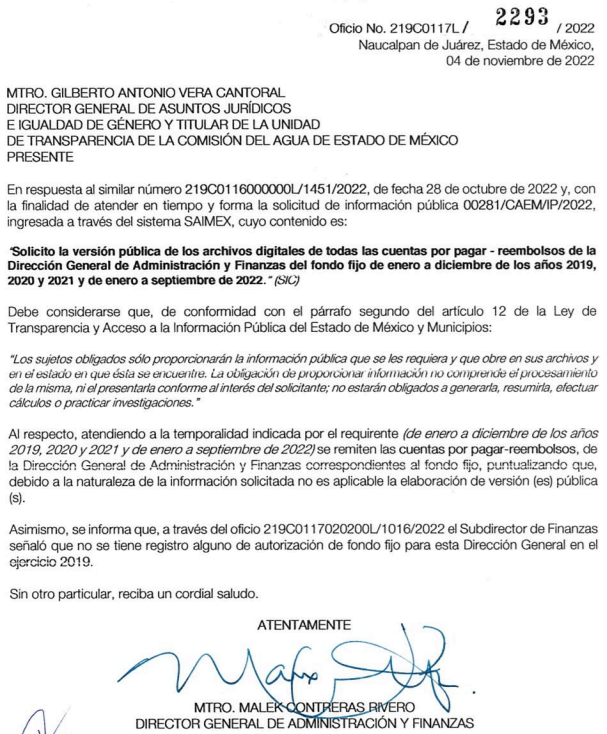 Oficio No. 219C0117L / 2293 / 2022
Naucalpan de Juárez, Estado de México,
04 de noviembre de 2022
MTRO. GILBERTO ANTONIO VERA CANTORAL
DIRECTOR GENERAL DE ASUNTOS JURÍDICOS
E IGUALDAD DE GÉNERO Y TITULAR DE LA UNIDAD
DE TRANSPARENCIA DE LA COMISIÓN DEL AGUA DE ESTADO DE MÉXICO
PRESENTE
En respuesta al similar número 219C0116000000L/1451/2022, de fecha 28 de octubre de 2022 y, con
la finalidad de atender en tiempo y forma la solicitud de información pública 00281/CAEM/IP/2022,
ingresada a través del sistema SAIMEX, cuyo contenido es:
"Solicito la versión pública de los archivos digitales de todas las cuentas por pagar - reembolsos de la
Dirección General de Administración y Finanzas del fondo fijo de enero a diciembre de los años 2019,
2020 y 2021 y de enero a septiembre de 2022." (SIC)
Debe considerarse que, de conformidad con el párrafo segundo del artículo 12 de la Ley de
Transparencia y Acceso a la Información Pública del Estado de México y Municipios:
"Los sujetos obligados sólo proporcionarán la información pública que se les requiera y que obre en sus archivos y
en el estado en que ésta se encuentre. La obligación de proporcionar información no comprende el procesamiento
de la misma, ni el presentarla conforme al interés del solicitante; no estarán obligados a generarla, resumirla, efectuar
cálculos o practicar investigaciones."
Al respecto, atendiendo a la temporalidad indicada por el requirente (de enero a diciembre de los años
2019, 2020 y 2021 y de enero a septiembre de 2022) se remiten las cuentas por pagar-reembolsos, de
la Dirección General de Administración y Finanzas correspondientes al fondo fijo, puntualizando que,
debido a la naturaleza de la información solicitada no es aplicable la elaboración de versión (es) pública
(s).
Asimismo, se informa que, a través del oficio 219C0117020200L/1016/2022 el Subdirector de Finanzas
señaló que no se tiene registro alguno de autorización de fondo fijo para esta Dirección General en el
ejercicio 2019.
Sin otro particular, reciba un cordial saludo.
ATENTAMENTE
MTRO. MALEK CONTRERAS RIVERO
DIRECTOR GENERAL DE ADMINISTRACIÓN Y FINANZAS